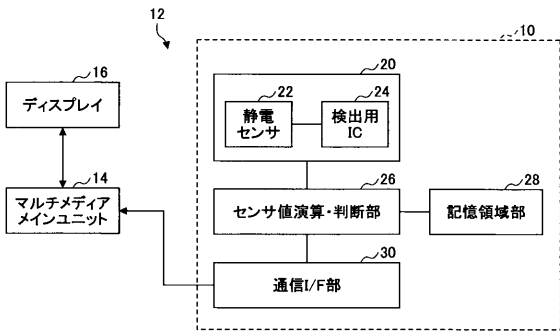 12
10
16
ディスプレイ
14
マルチメディア
メインユニット
20
22
静電
センサ
24
検出用
IC
26
センサ値演算・判断部
28
記憶領域部
30
通信I/F部